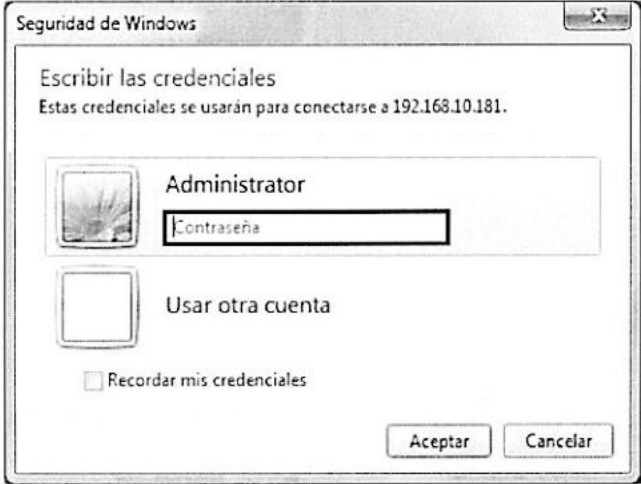 Seguridad de Windows
Escribir las credenciales
Estas credenciales se usarán para conectarse a 192.168.10.181.
Administrator
Contraseña
Usar otra cuenta
Recordar mis credenciales
Aceptar
Cancelar